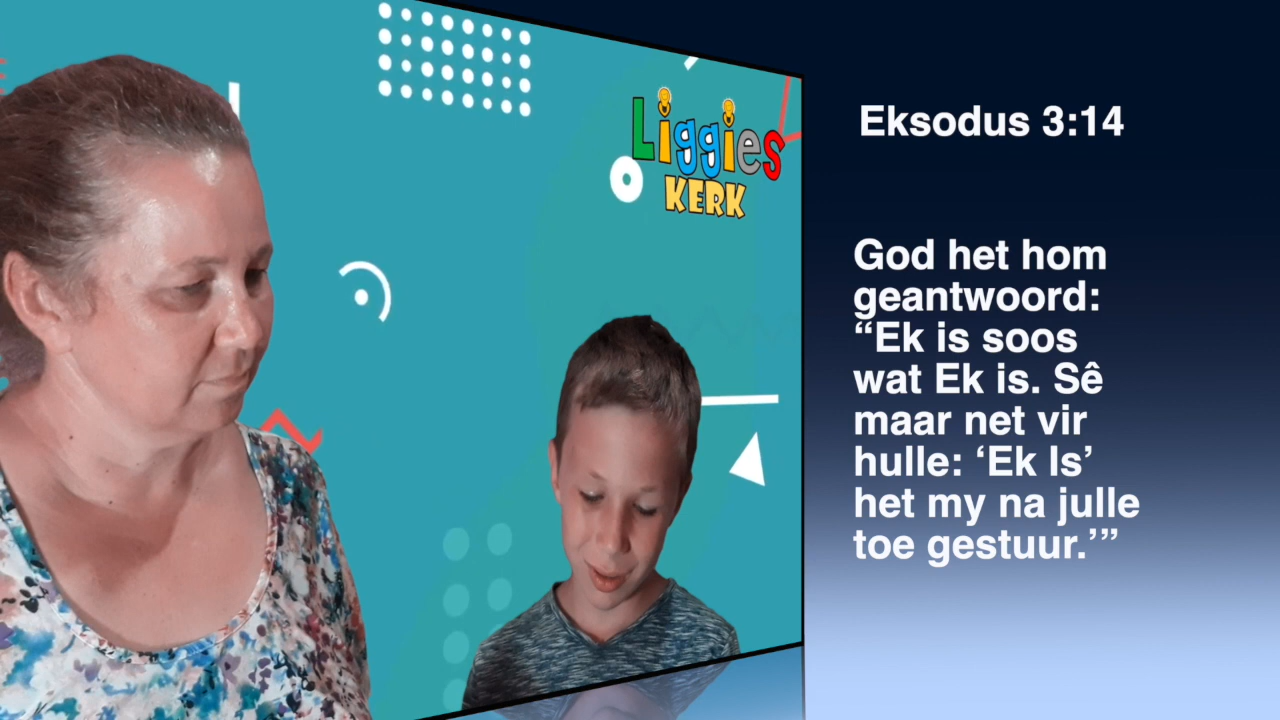 Liggies
KERK
Eksodus 3:14
God het hom
geantwoord:
“Ek is soos
wat Ek is. Sê
maar net vir
hulle: ‘Ek Is’
het my na julle
toe gestuur.’”